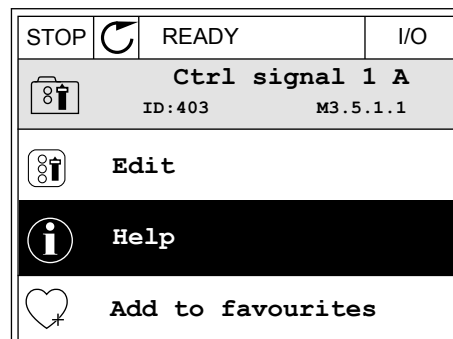 STOP READY I/O
Ctrl signal 1 A
ID:403 M3.5.1.1
Edit
Help
Add to favourites